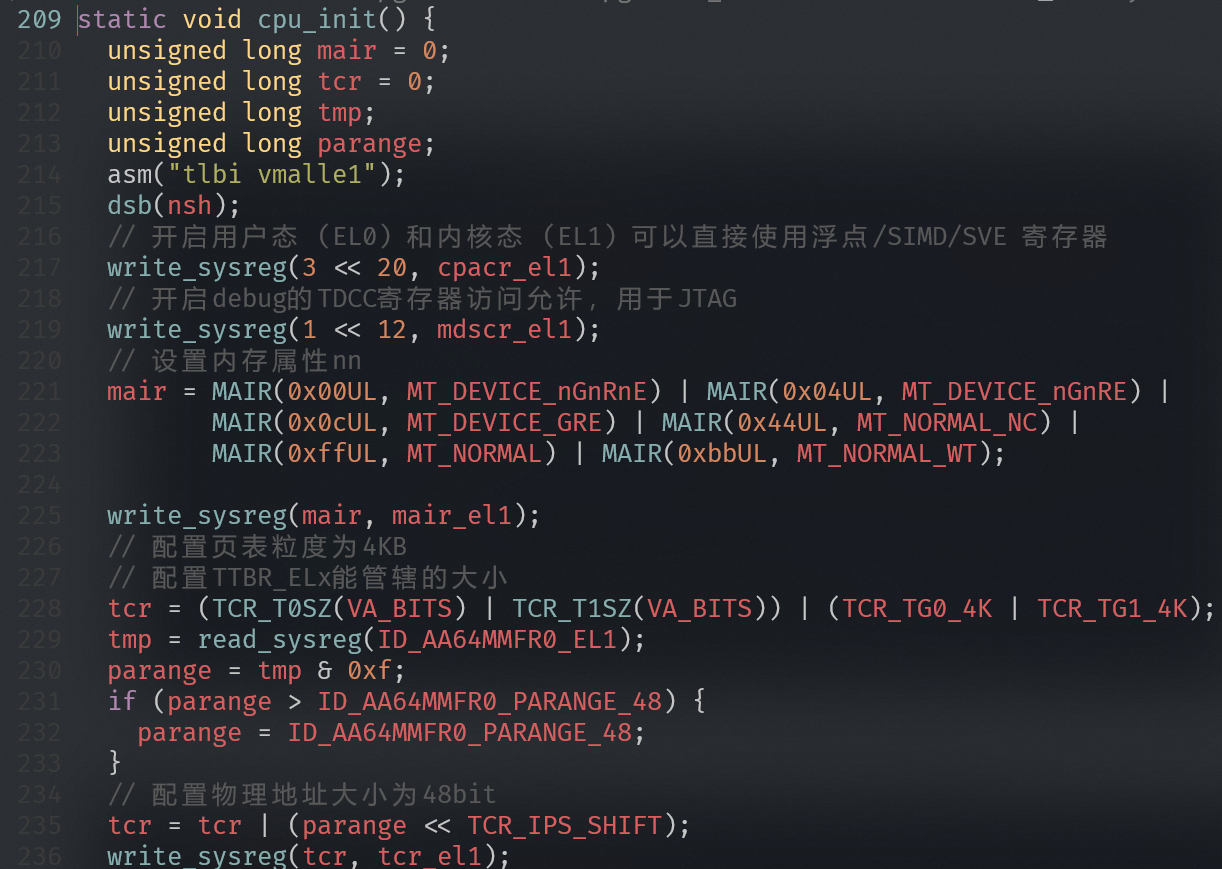 209 static void cpu_init() {
210 unsigned long mair = 0;
211 unsigned long tcr = 0;
212 unsigned long tmp;
213 unsigned long parange;
214 asm("tlbi vmalle1");
215 dsb(nsh);
216 // 开启用户态（EL0）和内核态（EL1）可以直接使用浮点/SIMD/SVE 寄存器
217 write_sysreg(3 << 20, cpacr_el1);
218 // 开启debug的TDCC寄存器访问允许，用于JTAG
219 write_sysreg(1 << 12, mdscr_el1);
220 // 设置内存属性nn
221 mair = MAIR(0x00UL, MT_DEVICE_nGnRnE) | MAIR(0x04UL, MT_DEVICE_nGnRE) |
222 MAIR(0x0cUL, MT_DEVICE_GRE) | MAIR(0x44UL, MT_NORMAL_NC) |
223 MAIR(0xffUL, MT_NORMAL) | MAIR(0xbbUL, MT_NORMAL_WT);
224
225 write_sysreg(mair, mair_el1);
226 // 配置页表粒度为4KB
227 // 配置TTBR_ELx能管辖的大小
228 tcr = (TCR_T0SZ(VA_BITS) | TCR_T1SZ(VA_BITS)) | (TCR_TG0_4K | TCR_TG1_4K);
229 tmp = read_sysreg(ID_AA64MMFR0_EL1);
230 parange = tmp & 0xf;
231 if (parange > ID_AA64MMFR0_PARANGE_48) {
232 parange = ID_AA64MMFR0_PARANGE_48;
233 }
234 // 配置物理地址大小为48bit
235 tcr = tcr | (parange << TCR_IPS_SHIFT);
236 write_sysreg(tcr, tcr_el1);